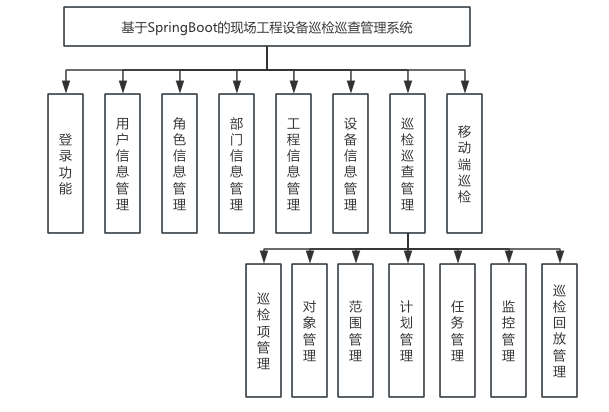 基于SpringBoot的现场工程设备巡检巡查管理系统
登录功能
用户信息管理
角色信息管理
部门信息管理
工程信息管理
设备信息管理
巡检巡查管理
移动端巡检
巡检项管理
对象管理
范围管理
计划管理
任务管理
监控管理
巡检回放管理